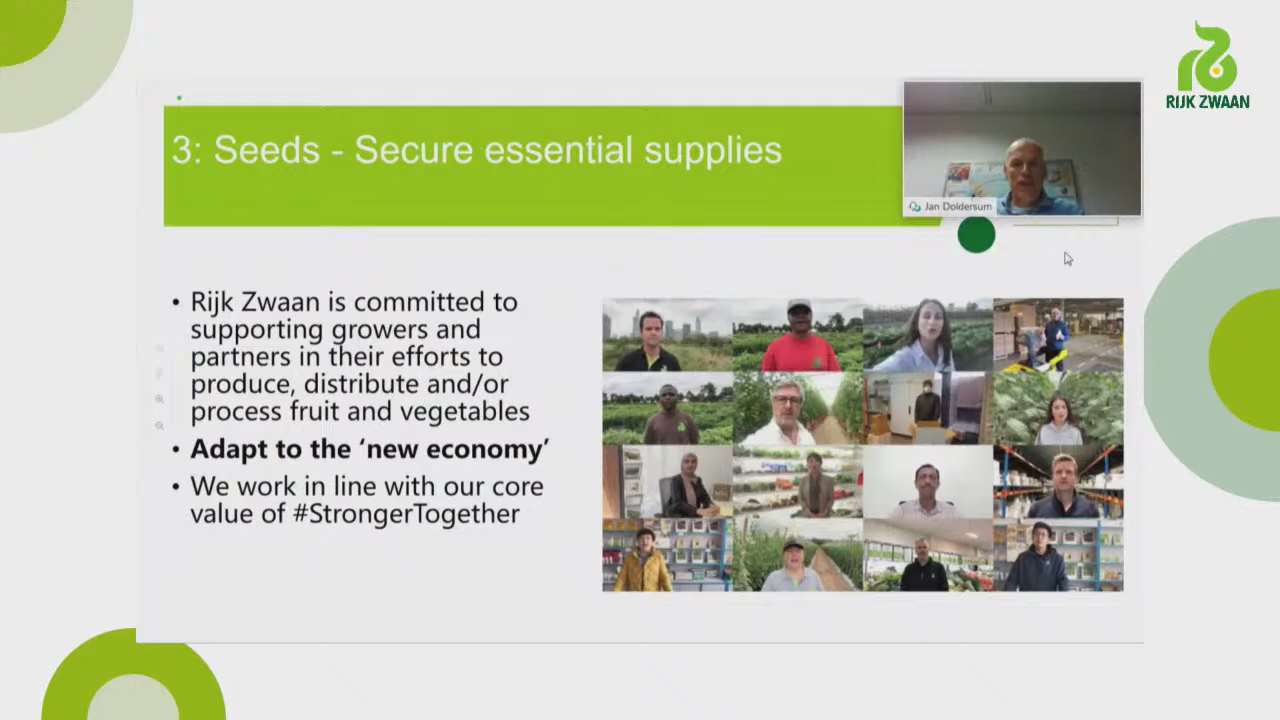 RIJK ZWAAN
3: Seeds - Secure essential supplies
Jan Doldersum
• Rijk Zwaan is committed to
supporting growers and
partners in their efforts to
produce, distribute and/or
process fruit and vegetables
• Adapt to the ‘new economy’
• We work in line with our core
value of #StrongerTogether